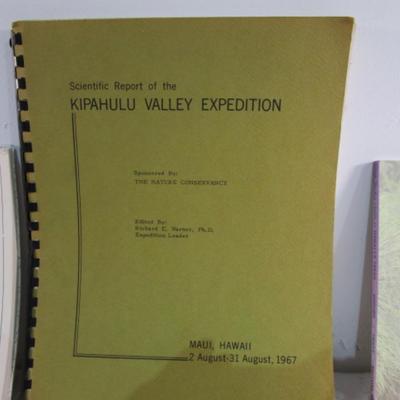 Scientific Report of the
KIPAHULU VALLEY EXPEDITION
Sponsored By:
THE NATURE CONSERVANCY
Edited By:
Richard E. Warner, Ph.D.
Expedition Leader
MAUI, HAWAII
2 August-31 August, 1967